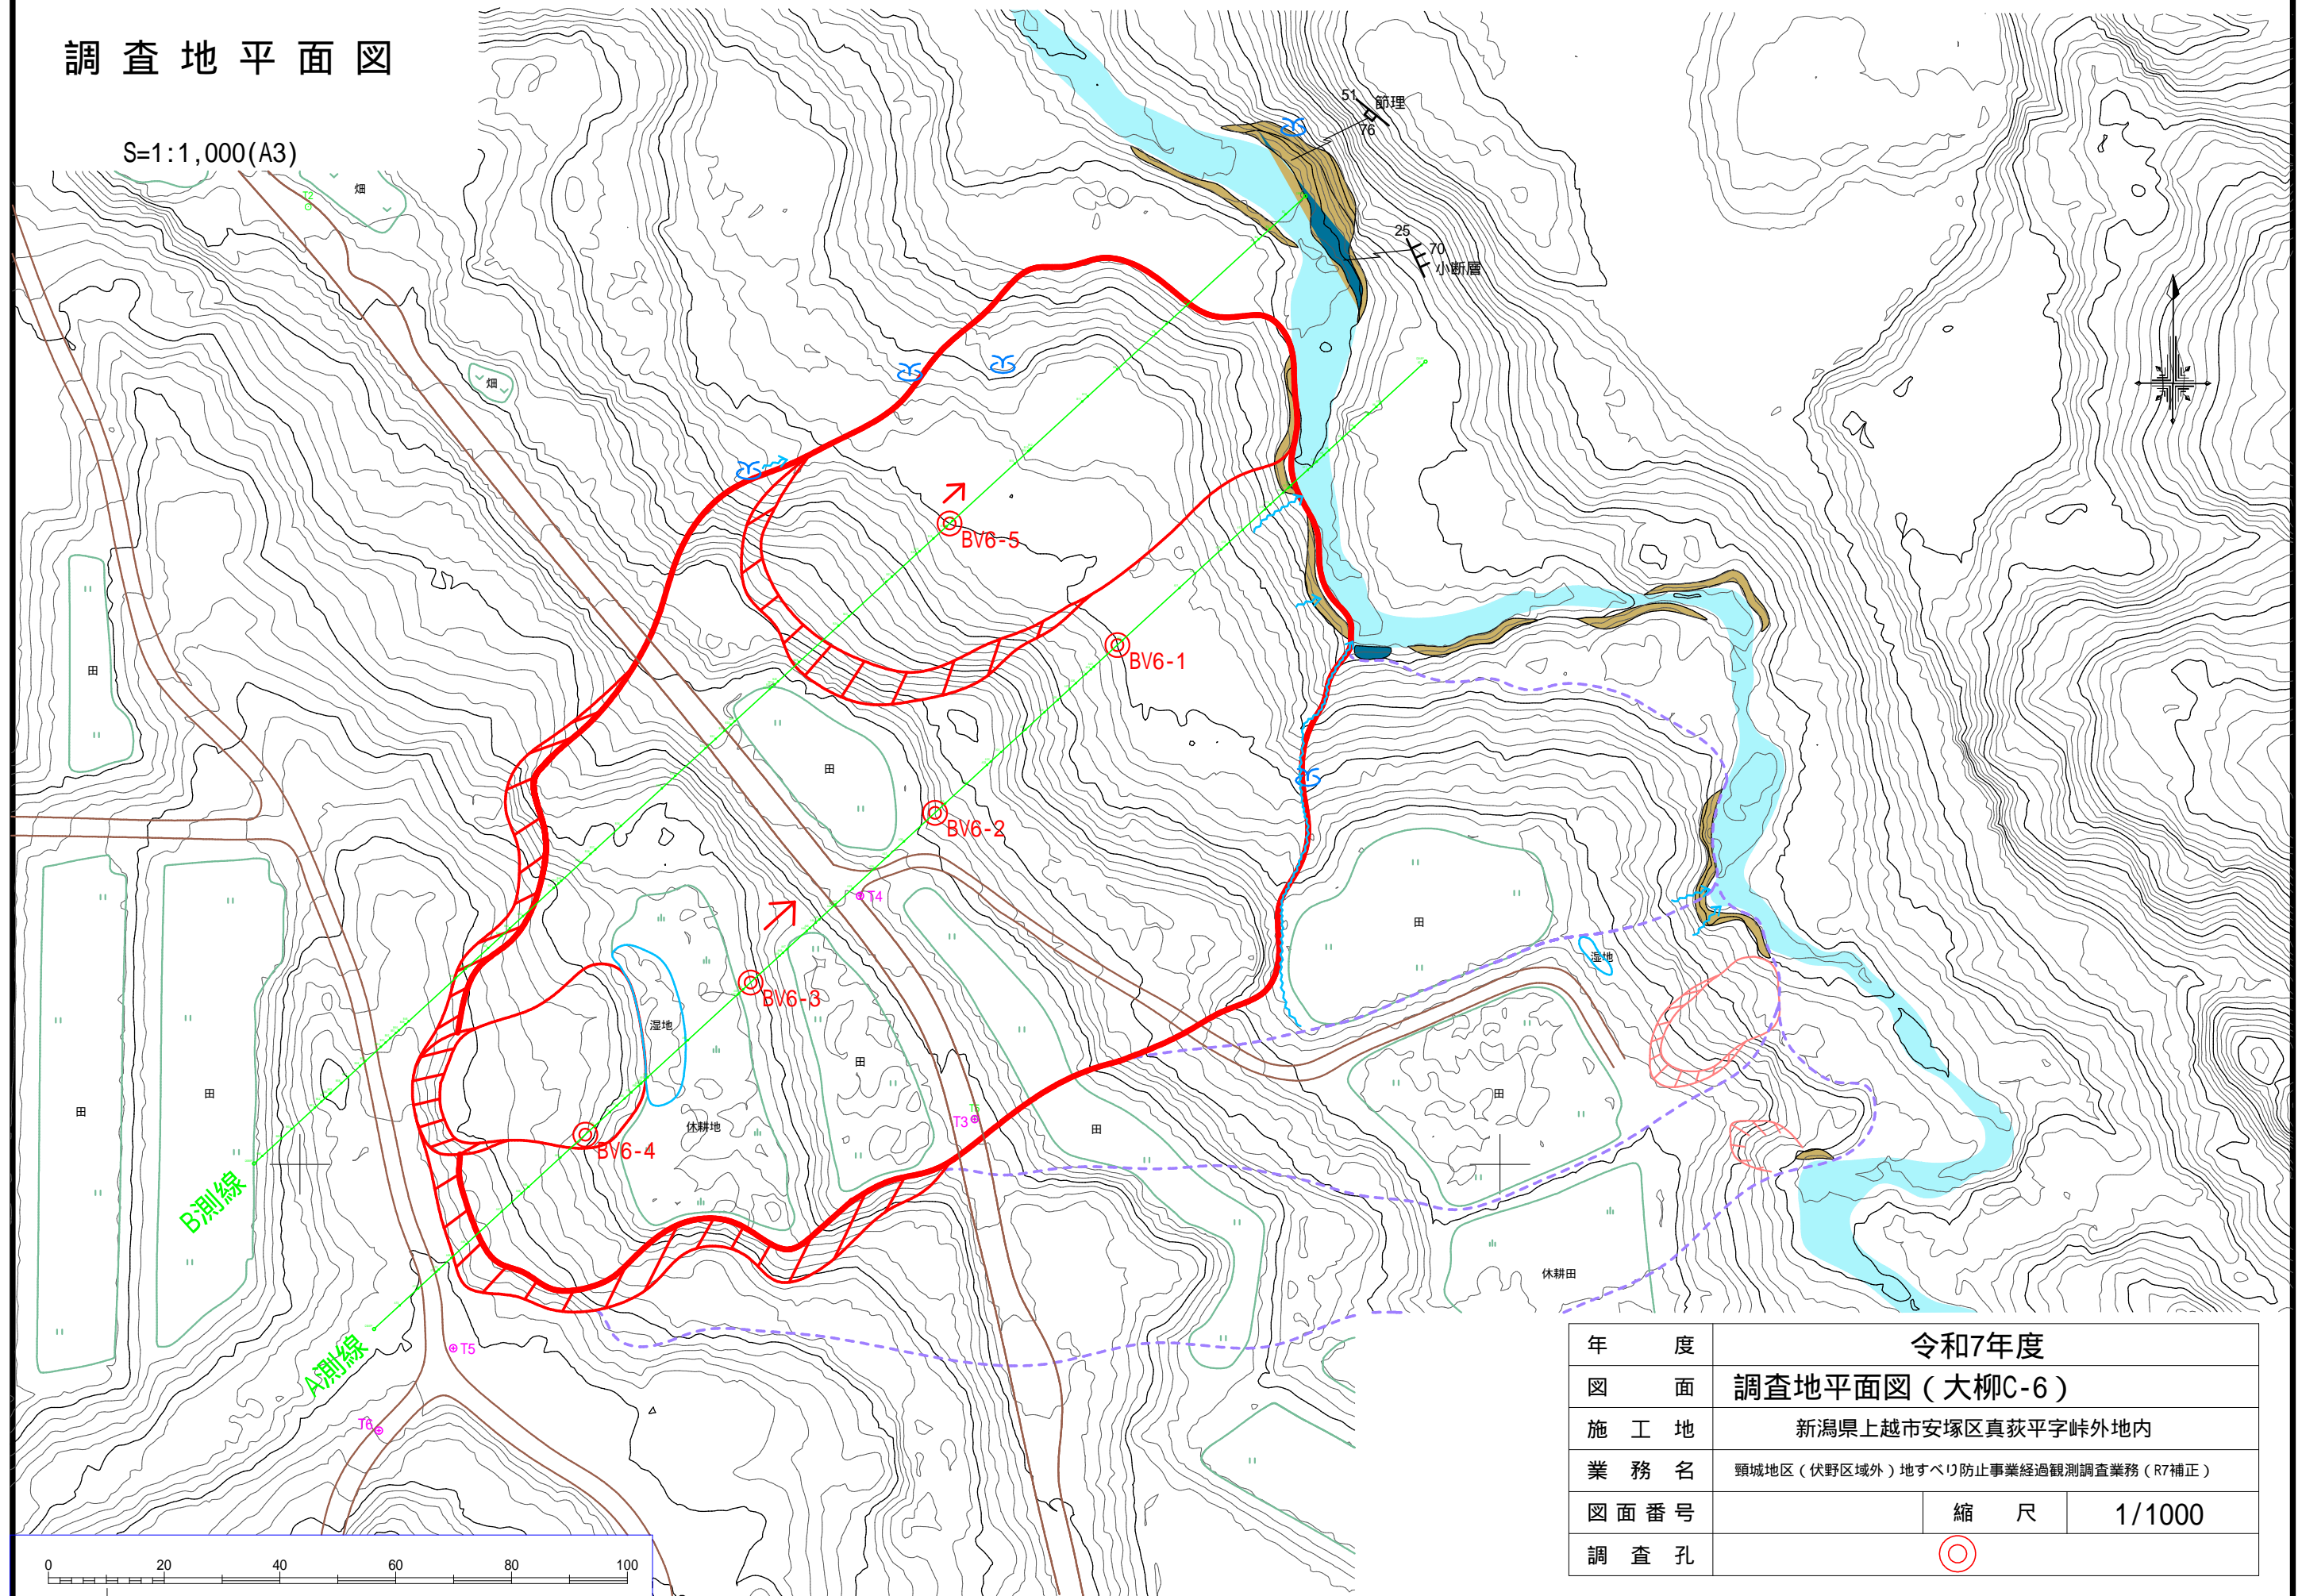 調査地平面図
S=1:1,000(A3)
T2
畑
51
節理
76
25
70
小断層
畑
BV6-5
田
BV6-1
田
BV6-2
T4
田
湿地
BV6-3
湿地
田
田
田
田
T3
休耕地
田
BV6-4
B測線
休耕田
A測線
T5
T6
年度 令和7年度
図面 調査地平面図(大柳C-6)
施工地 新潟県上越市安塚区真荻平字峠外地内
業務名 頸城地区(伏野区域外)地すべり防止事業経過観測調査業務(R7補正)
図面番号 縮尺 1/1000
調査孔
0 20 40 60 80 100